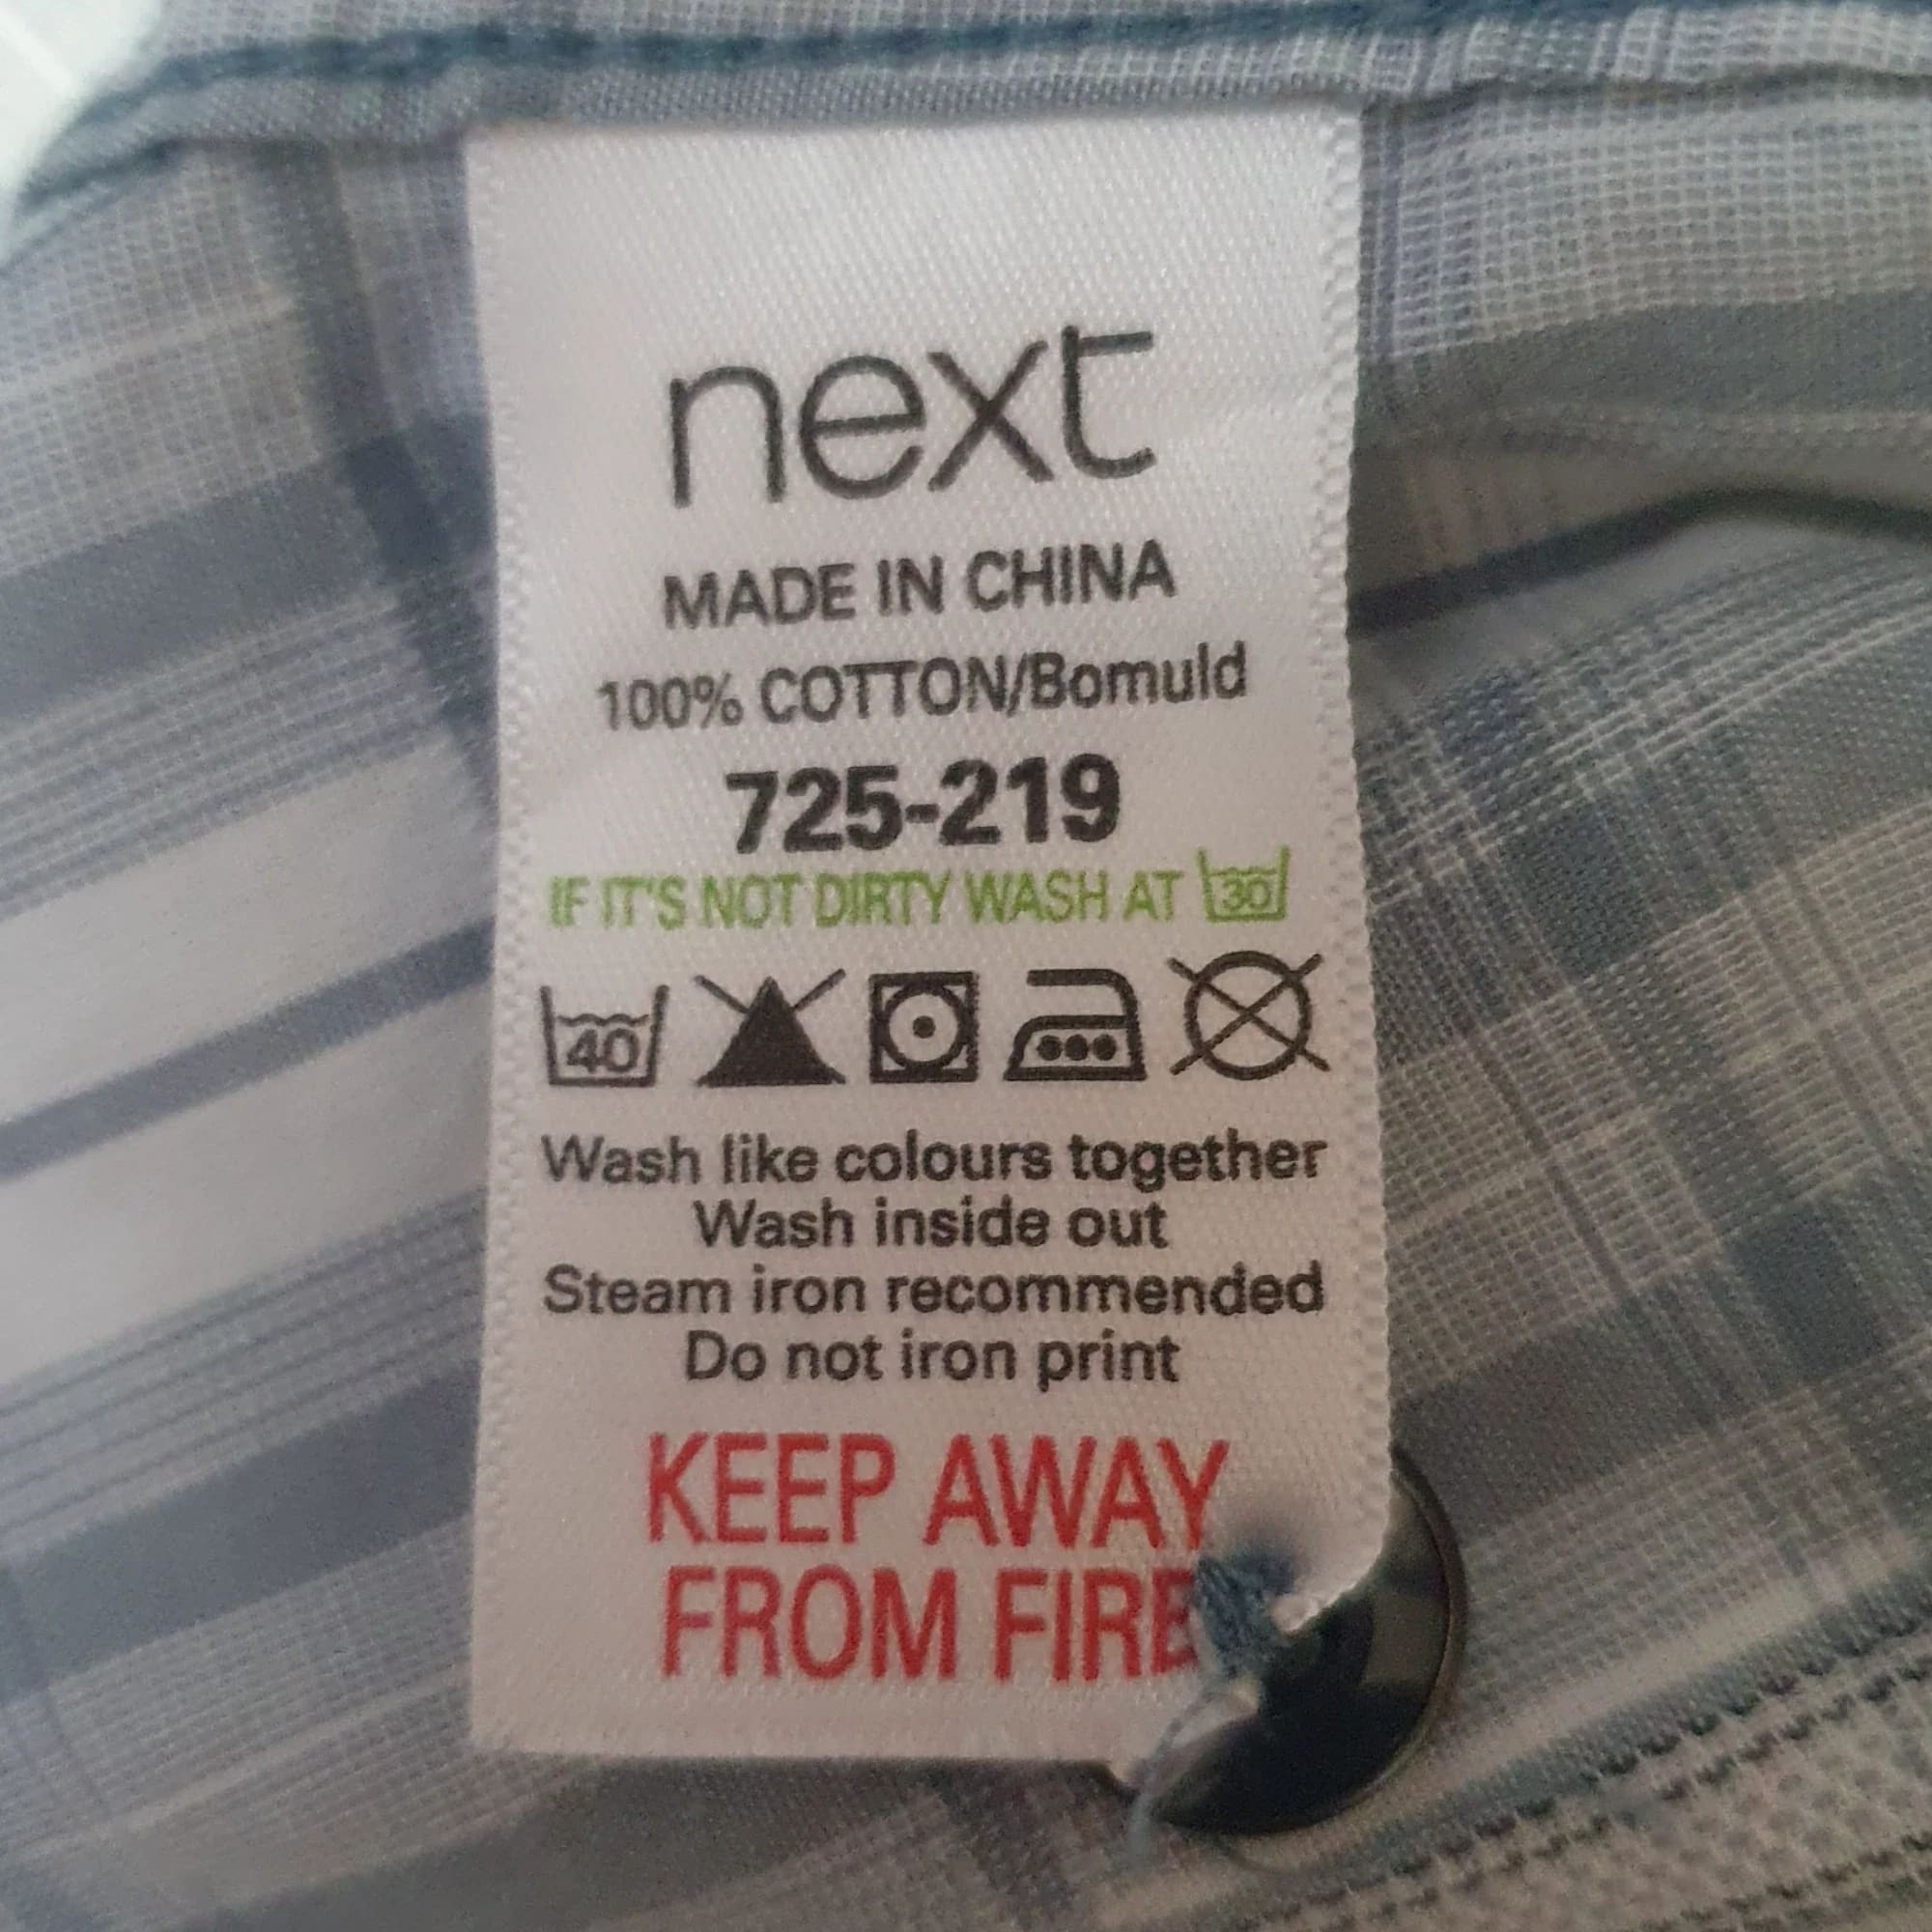 next
MADE IN CHINA
100% COTTON/Bomuld
725-219
IF IT'S NOT DIRTY WASH AT 30
40
Wash like colours together
Wash inside out
Steam iron recommended
Do not iron print
KEEP AWAY
FROM FIRE